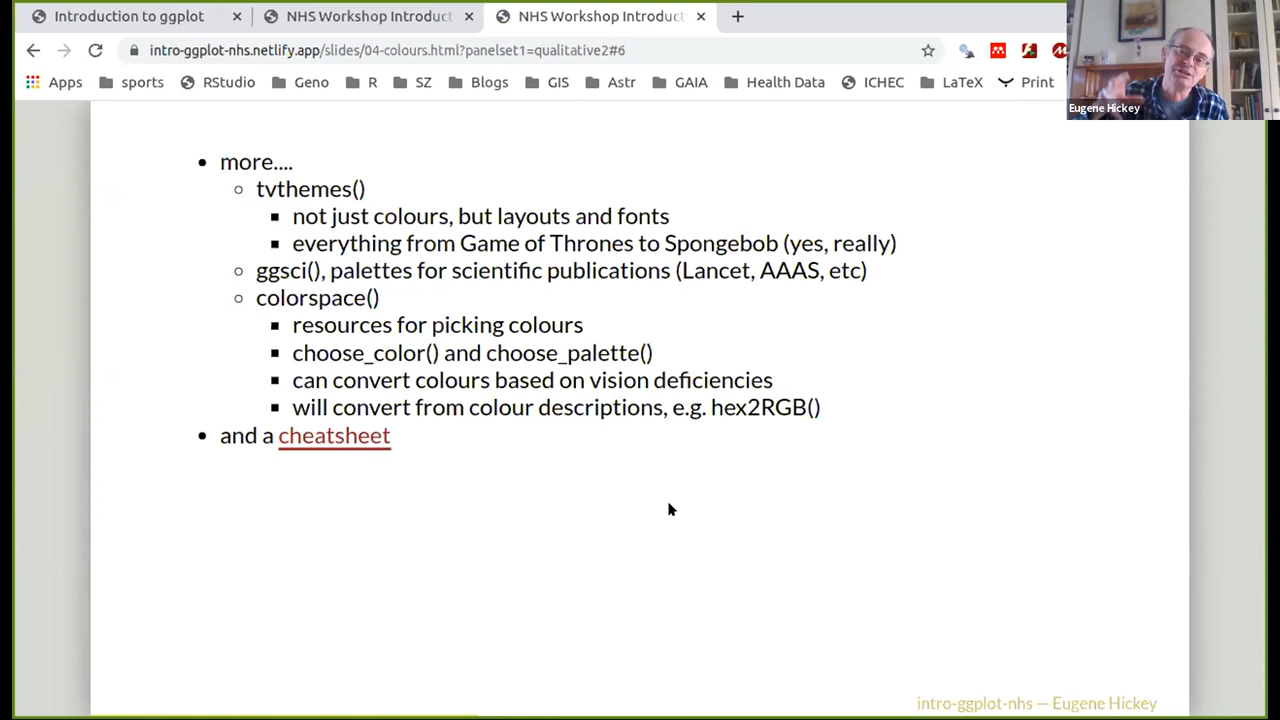 Introduction to ggplot
NHS Workshop Introduct
NHS Workshop Introduct
intro-ggplot-nhs.netlify.app/slides/04-colours.html?panelset1=qualitative2#6
Apps sports RStudio Geno R SZ Blogs GIS Astr GAIA Health Data ICHEC LaTeX Print
Eugene Hickey
more....
tvthemes()
not just colours, but layouts and fonts
everything from Game of Thrones to Spongebob (yes, really)
ggsci(), palettes for scientific publications (Lancet, AAAS, etc)
colorspace()
resources for picking colours
choose_color() and choose_palette()
can convert colours based on vision deficiencies
will convert from colour descriptions, e.g. hex2RGB()
and a cheatsheet
intro-ggplot-nhs — Eugene Hickey